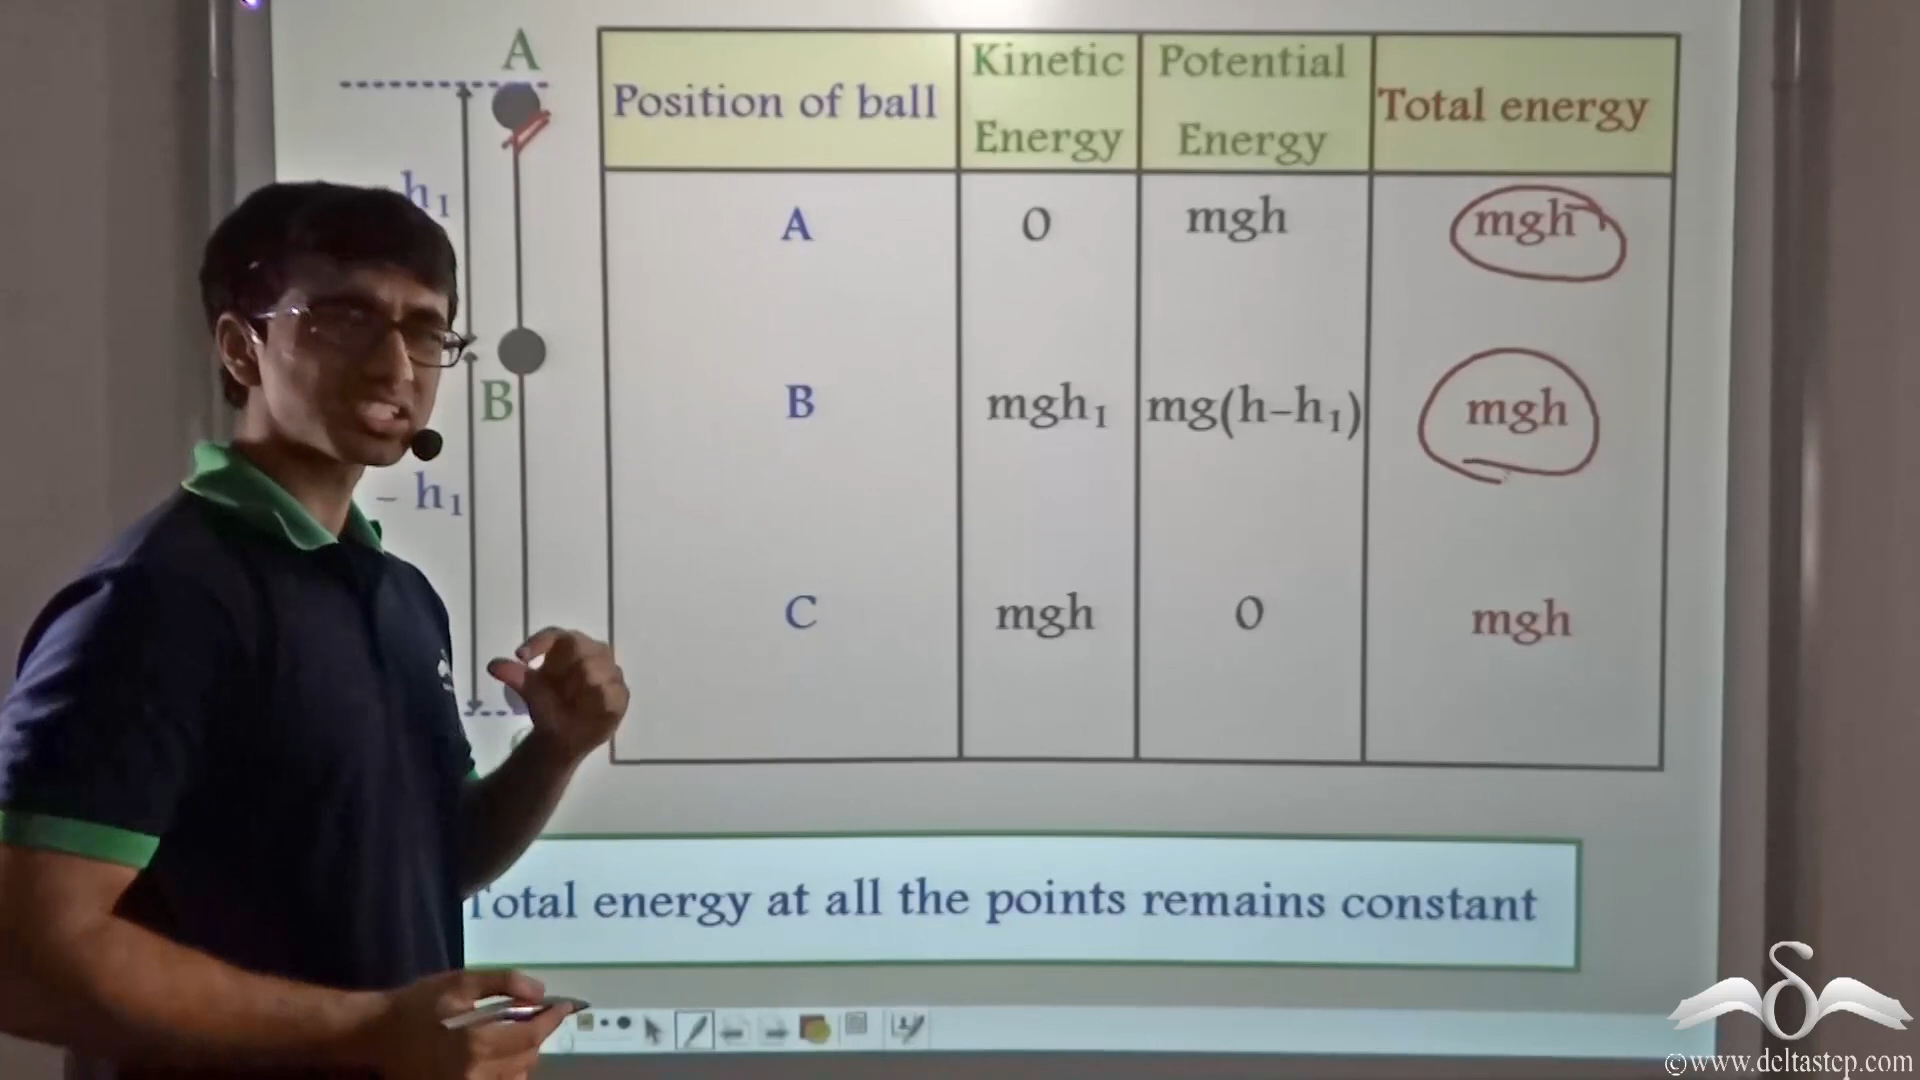 A
Position of ball
Kinetic Energy
Potential Energy
Total energy
h₁
A
0
mgh
mgh
B
B
mgh₁
mg(h-h₁)
mgh
- h₁
C
mgh
0
mgh
Total energy at all the points remains constant
©www.deltastep.com